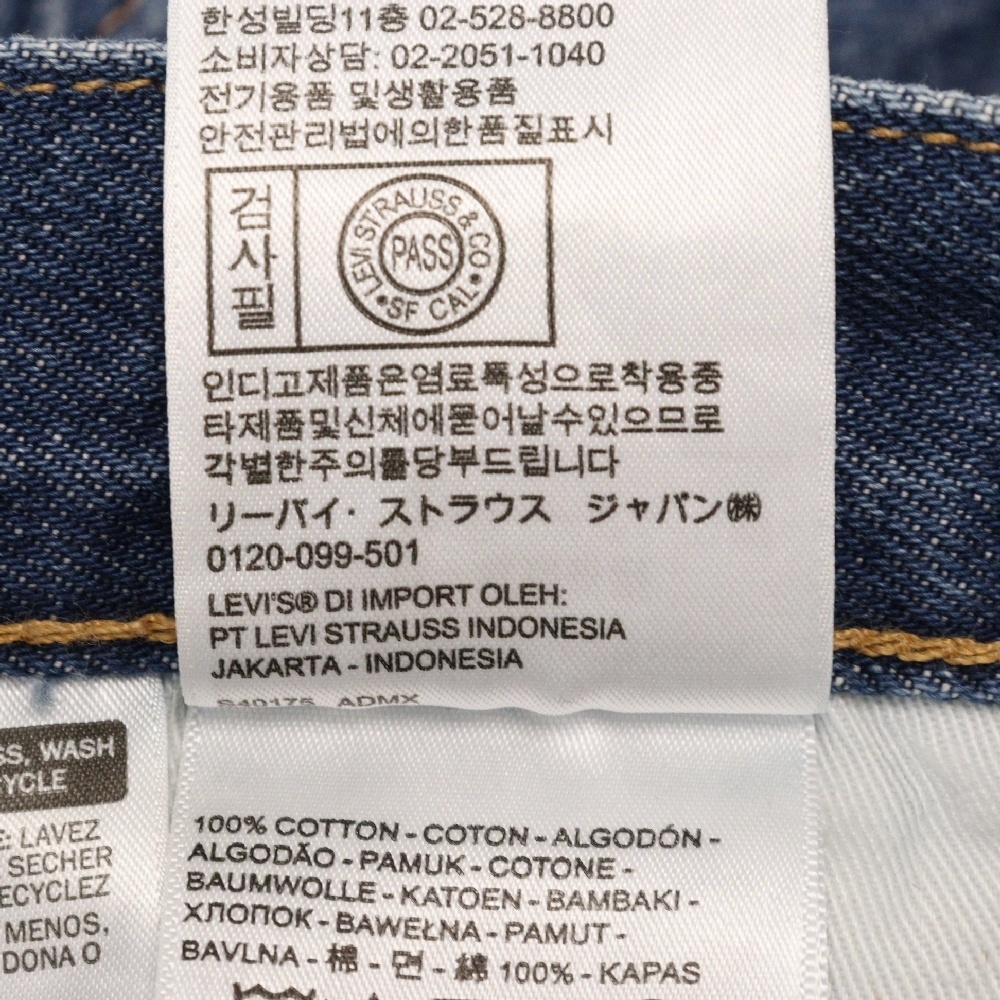 한성빌딩11층 02-528-8800
소비자상담: 02-2051-1040
전기용품 및생활용품
안전관리법에의한품질표시
검사필
LEVI STRAUSS & CO
PASS
SF CAL
인디고제품은염료특성으로착용중
타제품및신체에묻어날수있으므로
각별한주의를당부드립니다
リーバイ・ストラウス ジャパン㈱
0120-099-501
LEVI'S® DI IMPORT OLEH:
PT LEVI STRAUSS INDONESIA
JAKARTA - INDONESIA
S40175 ADMX
SS, WASH
YCLE
E: LAVEZ
SECHER
ECYCLEZ
MENOS,
DONA O
100% COTTON - COTON - ALGODÓN -
ALGODÃO - PAMUK - COTONE -
BAUMWOLLE - KATOEN - BAMBAKI -
ХЛОПОК - BAWEŁNA - PAMUT -
BAVLNA - 棉 - 면 - 綿 100% - KAPAS